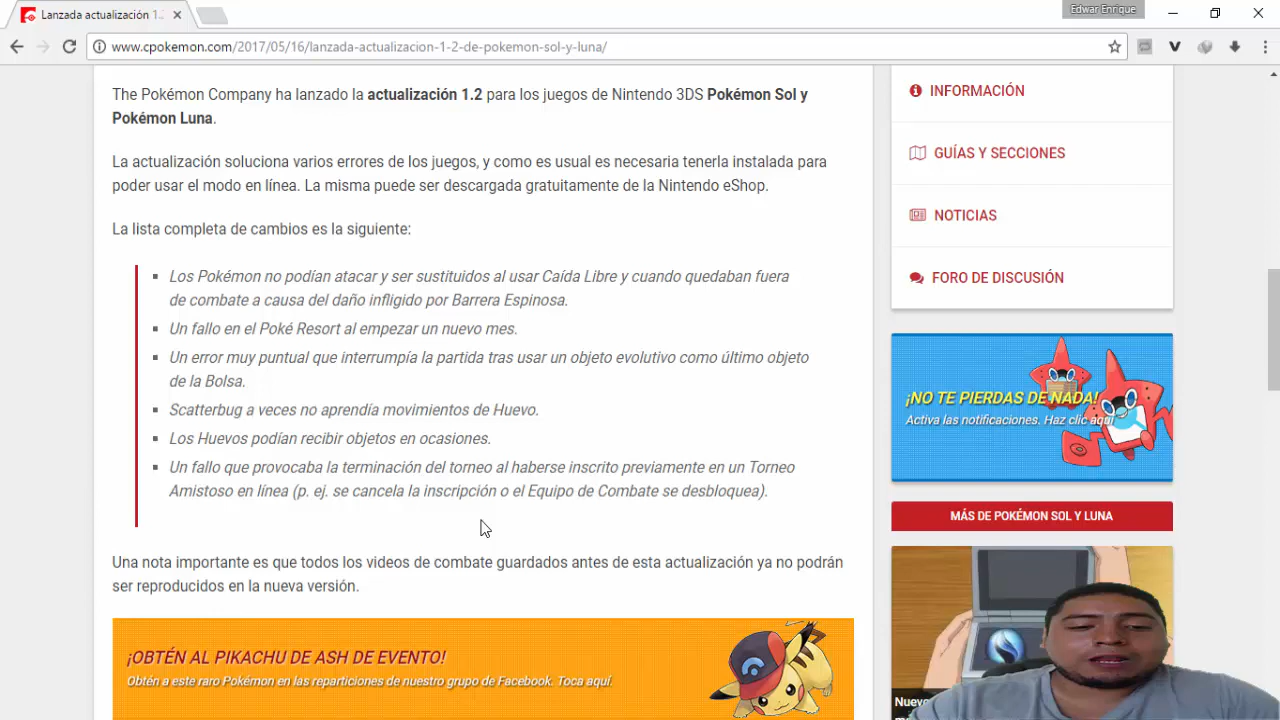 Lanzada actualización 1.2
Edwar Enrique
www.cpokemon.com/2017/05/16/lanzada-actualizacion-1-2-de-pokemon-sol-y-luna/
The Pokémon Company ha lanzado la actualización 1.2 para los juegos de Nintendo 3DS Pokémon Sol y
Pokémon Luna.
La actualización soluciona varios errores de los juegos, y como es usual es necesaria tenerla instalada para
poder usar el modo en línea. La misma puede ser descargada gratuitamente de la Nintendo eShop.
La lista completa de cambios es la siguiente:
Los Pokémon no podían atacar y ser sustituidos al usar Caída Libre y cuando quedaban fuera
de combate a causa del daño infligido por Barrera Espinosa.
Un fallo en el Poké Resort al empezar un nuevo mes.
Un error muy puntual que interrumpía la partida tras usar un objeto evolutivo como último objeto
de la Bolsa.
Scatterbug a veces no aprendía movimientos de Huevo.
Los Huevos podían recibir objetos en ocasiones.
Un fallo que provocaba la terminación del torneo al haberse inscrito previamente en un Torneo
Amistoso en línea (p. ej. se cancela la inscripción o el Equipo de Combate se desbloquea).
Una nota importante es que todos los videos de combate guardados antes de esta actualización ya no podrán
ser reproducidos en la nueva versión.
¡OBTÉN AL PIKACHU DE ASH DE EVENTO!
Obtén a este raro Pokémon en las reparticiones de nuestro grupo de Facebook. Toca aquí.
INFORMACIÓN
GUÍAS Y SECCIONES
NOTICIAS
FORO DE DISCUSIÓN
¡NO TE PIERDAS DE NADA!
Activa las notificaciones. Haz clic aquí
MÁS DE POKÉMON SOL Y LUNA